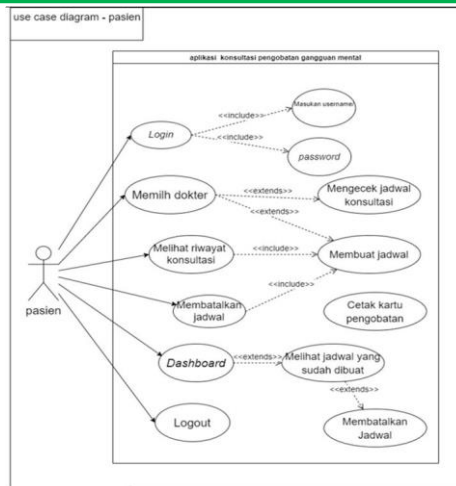 use case diagram - pasien
aplikasi konsultasi pengobatan gangguan mental
Login
<<include>>
Masukan username
<<include>>
password
Memilh dokter
<<extends>>
Mengecek jadwal
konsultasi
<<extends>>
Melihat riwayat
konsultasi
<<include>>
Membuat jadwal
<<include>>
Membatalkan
jadwal
Cetak kartu
pengobatan
pasien
Dashboard
<<extends>>
Melihat jadwal yang
sudah dibuat
<<extends>>
Logout
Membatalkan
Jadwal